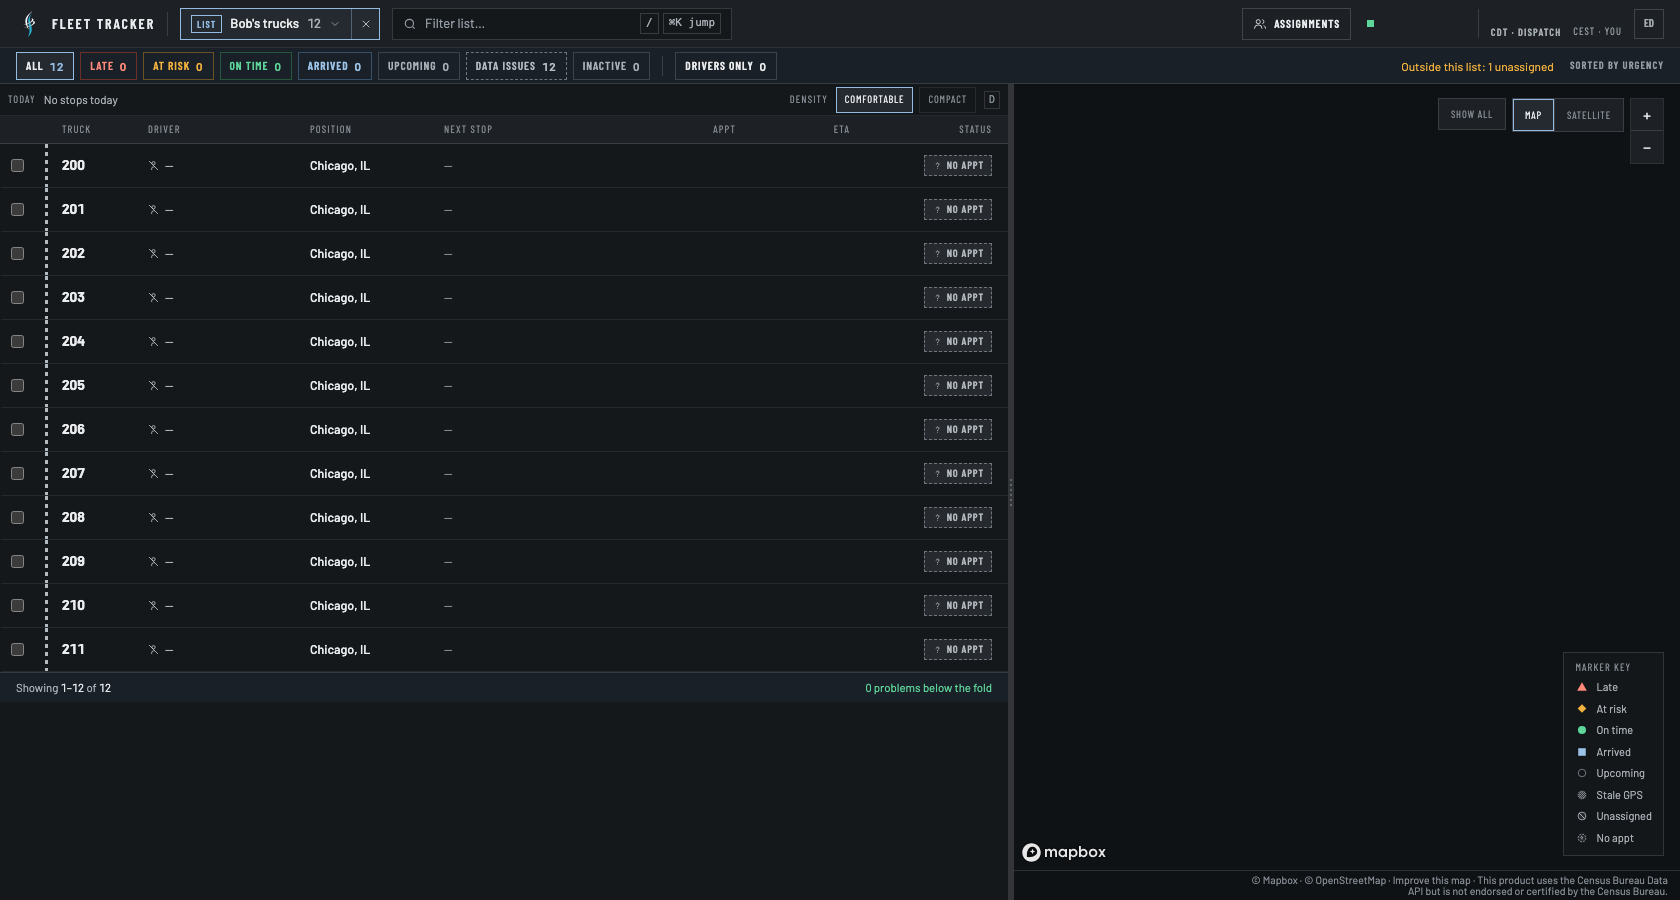 FLEET TRACKER
LIST Bob's trucks 12
Filter list... / ⌘K jump
ASSIGNMENTS
CDT · DISPATCH CEST · YOU ED
ALL 12 LATE 0 AT RISK 0 ON TIME 0 ARRIVED 0 UPCOMING 0 DATA ISSUES 12 INACTIVE 0 DRIVERS ONLY 0
Outside this list: 1 unassigned SORTED BY URGENCY
TODAY No stops today DENSITY COMFORTABLE COMPACT D
TRUCK DRIVER POSITION NEXT STOP APPT ETA STATUS
200 — Chicago, IL — ? NO APPT
201 — Chicago, IL — ? NO APPT
202 — Chicago, IL — ? NO APPT
203 — Chicago, IL — ? NO APPT
204 — Chicago, IL — ? NO APPT
205 — Chicago, IL — ? NO APPT
206 — Chicago, IL — ? NO APPT
207 — Chicago, IL — ? NO APPT
208 — Chicago, IL — ? NO APPT
209 — Chicago, IL — ? NO APPT
210 — Chicago, IL — ? NO APPT
211 — Chicago, IL — ? NO APPT
Showing 1–12 of 12 0 problems below the fold
SHOW ALL MAP SATELLITE +
−
MARKER KEY
Late
At risk
On time
Arrived
Upcoming
Stale GPS
Unassigned
No appt
mapbox
© Mapbox · © OpenStreetMap · Improve this map · This product uses the Census Bureau Data
API but is not endorsed or certified by the Census Bureau.